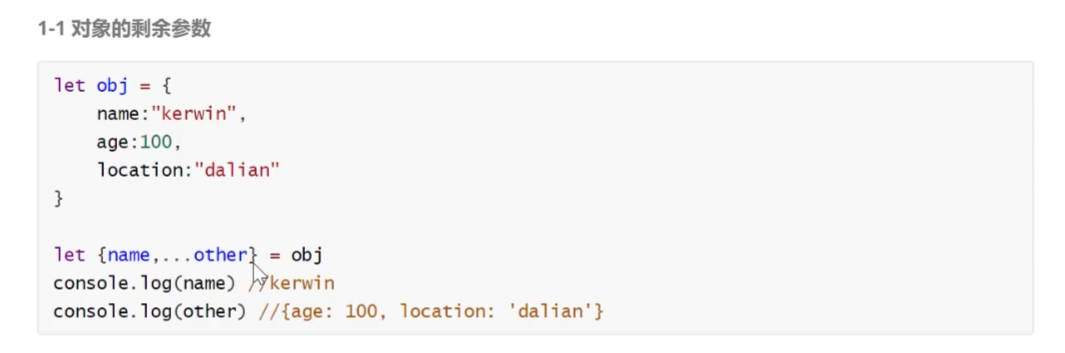 1-1 对象的剩余参数
let obj = {
    name:"kerwin",
    age:100,
    location:"dalian"
}
let {name,...other} = obj
console.log(name) //kerwin
console.log(other) //{age: 100, location: 'dalian'}